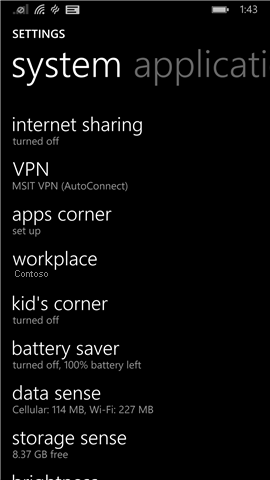 1:43
SETTINGS
system applicati
internet sharing
turned off
VPN
MSIT VPN (AutoConnect)
apps corner
set up
workplace
Contoso
kid's corner
turned off
battery saver
turned off, 100% battery left
data sense
Cellular: 114 MB, Wi-Fi: 227 MB
storage sense
8.37 GB free
brightness